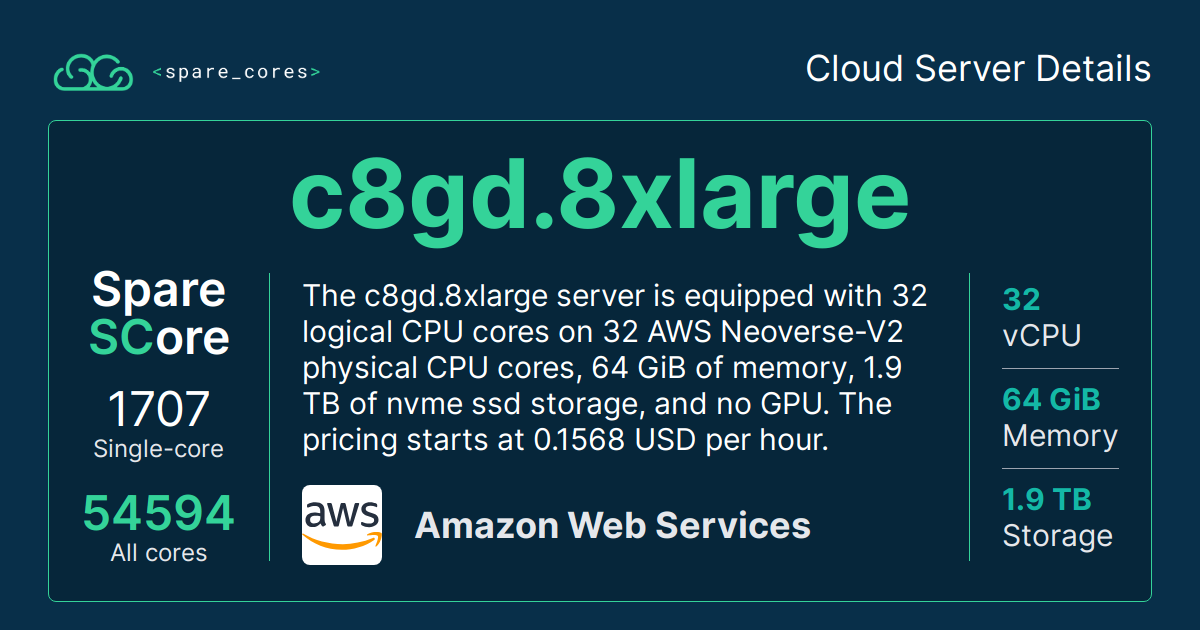 <spare_cores>
Cloud Server Details
c8gd.8xlarge
Spare
SCore
1707
Single-core
54594
All cores
The c8gd.8xlarge server is equipped with 32
logical CPU cores on 32 AWS Neoverse-V2
physical CPU cores, 64 GiB of memory, 1.9
TB of nvme ssd storage, and no GPU. The
pricing starts at 0.1568 USD per hour.
aws
Amazon Web Services
32
vCPU
64 GiB
Memory
1.9 TB
Storage